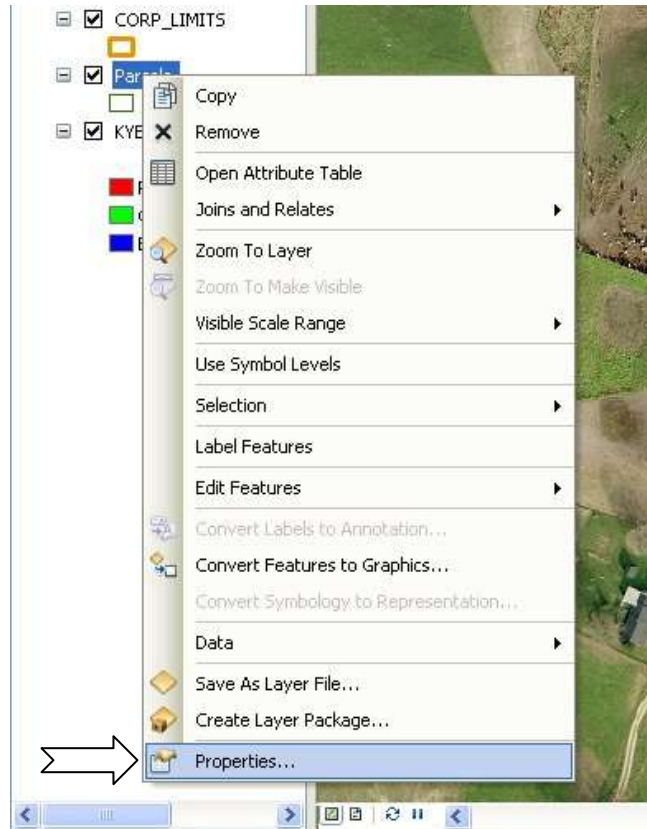 CORP_LIMITS
Parcels
KYE
Copy
Remove
Open Attribute Table
Joins and Relates
Zoom To Layer
Zoom To Make Visible
Visible Scale Range
Use Symbol Levels
Selection
Label Features
Edit Features
Convert Labels to Annotation...
Convert Features to Graphics...
Convert Symbology to Representation...
Data
Save As Layer File...
Create Layer Package...
Properties...